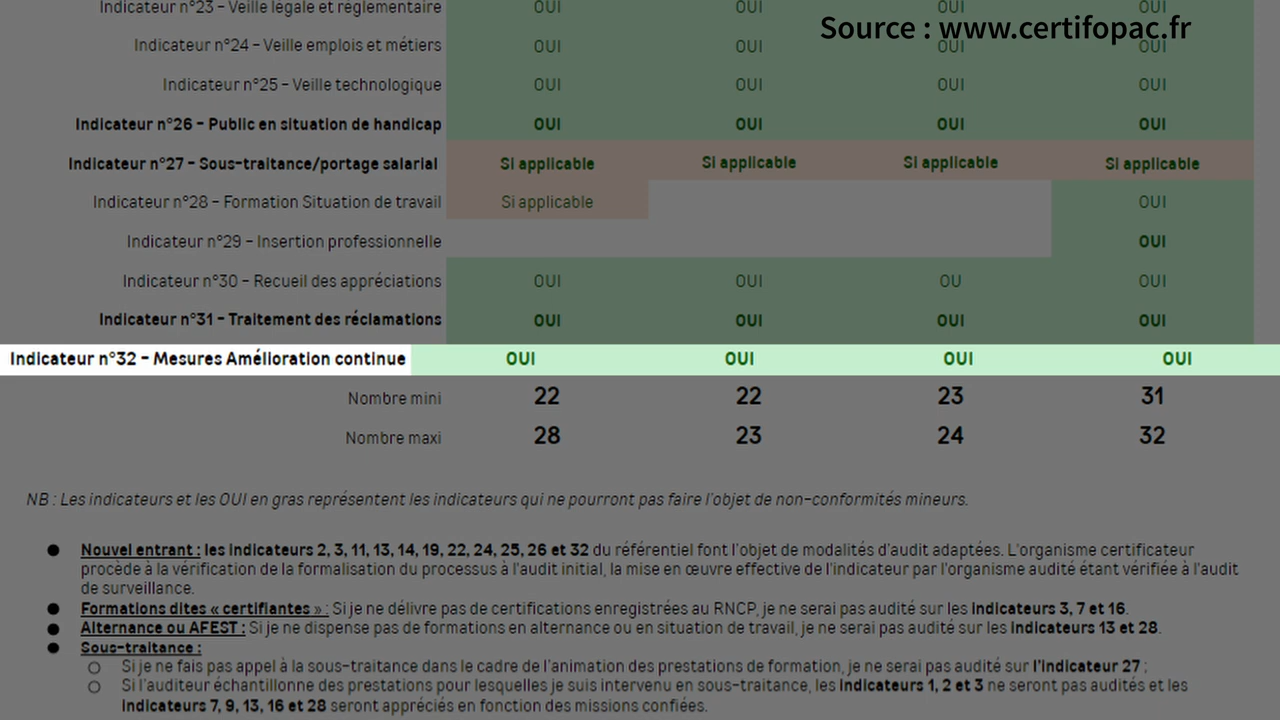 Indicateur n°23 – Veille légale et réglementaire OUI OUI OUI OUI
Source : www.certifopac.fr
Indicateur n°24 – Veille emplois et métiers OUI OUI OUI OUI
Indicateur n°25 – Veille technologique OUI OUI OUI OUI
Indicateur n°26 – Public en situation de handicap OUI OUI OUI OUI
Indicateur n°27 – Sous-traitance/portage salarial Si applicable Si applicable Si applicable Si applicable
Indicateur n°28 – Formation Situation de travail Si applicable OUI
Indicateur n°29 – Insertion professionnelle OUI
Indicateur n°30 – Recueil des appréciations OUI OUI OU OUI
Indicateur n°31 – Traitement des réclamations OUI OUI OUI OUI
Indicateur n°32 – Mesures Amélioration continue OUI OUI OUI OUI
Nombre mini 22 22 23 31
Nombre maxi 28 23 24 32
NB : Les indicateurs et les OUI en gras représentent les indicateurs qui ne pourront pas faire l'objet de non-conformités mineurs.
● Nouvel entrant : les indicateurs 2, 3, 11, 13, 14, 19, 22, 24, 25, 26 et 32 du référentiel font l'objet de modalités d'audit adaptées. L'organisme certificateur
procède à la vérification de la formalisation du processus à l'audit initial, la mise en œuvre effective de l'indicateur par l'organisme audité étant vérifiée à l'audit
de surveillance.
● Formations dites « certifiantes » : Si je ne délivre pas de certifications enregistrées au RNCP, je ne serai pas audité sur les indicateurs 3, 7 et 16.
● Alternance ou AFEST : Si je ne dispense pas de formations en alternance ou en situation de travail, je ne serai pas audité sur les indicateurs 13 et 28.
● Sous-traitance :
○ Si je ne fais pas appel à la sous-traitance dans le cadre de l'animation des prestations de formation, je ne serai pas audité sur l'indicateur 27 ;
○ Si l'auditeur échantillonne des prestations pour lesquelles je suis intervenu en sous-traitance, les indicateurs 1, 2 et 3 ne seront pas audités et les
indicateurs 7, 9, 13, 16 et 28 seront appréciés en fonction des missions confiées.